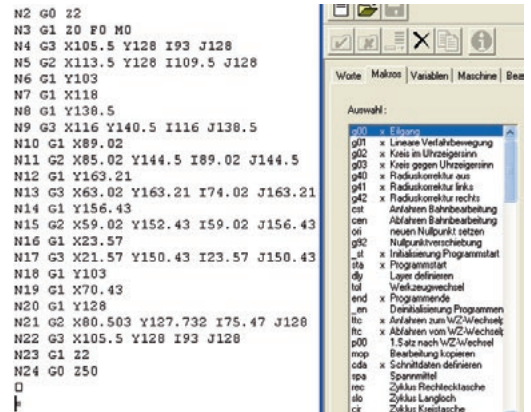 N2 G0 Z2
N3 G1 Z0 F0 M0
N4 G3 X105.5 Y128 I93 J128
N5 G2 X113.5 Y128 I109.5 J128
N6 G1 Y103
N7 G1 X118
N8 G1 Y138.5
N9 G3 X116 Y140.5 I116 J138.5
N10 G1 X89.02
N11 G2 X85.02 Y144.5 I89.02 J144.5
N12 G1 Y163.21
N13 G3 X63.02 Y163.21 I74.02 J163.21
N14 G1 Y156.43
N15 G2 X59.02 Y152.43 I59.02 J156.43
N16 G1 X23.57
N17 G3 X21.57 Y150.43 I23.57 J150.43
N18 G1 Y103
N19 G1 X70.43
N20 G1 Y128
N21 G2 X80.503 Y127.732 I75.47 J128
N22 G3 X105.5 Y128 I93 J128
N23 G1 Z2
N24 G0 Z50
Worte Makros Variablen Maschine Bea
Auswahl:
g00 x Eilgang
g01 x Lineare Verfahrbewegung
g02 x Kreis im Uhrzeigersinn
g03 x Kreis gegen Uhrzeigersinn
g40 x Radiuskorrektur aus
g41 x Radiuskorrektur links
g42 x Radiuskorrektur rechts
cst Anfahren Bahnbearbeitung
cen Abfahren Bahnbearbeitung
ori neuen Nullpunkt setzen
g92 Nullpunktverschiebung
_st x Initialisierung Programmstart
sta x Programmstart
dly Layer definieren
tol Werkzeugwechsel
end x Programmende
_en Deinitialisierung Programmen
ttc x Anfahren zum WZ-Wechselp
ftc x Abfahren vom WZ-Wechselp
p00 1.Satz nach WZ-Wechsel
mop Bearbeitung kopieren
cda x Schnittdaten definieren
spa Spannmittel
rec Zyklus Rechtecktasche
slo Zyklus Langloch
cir Zyklus Kreistasche